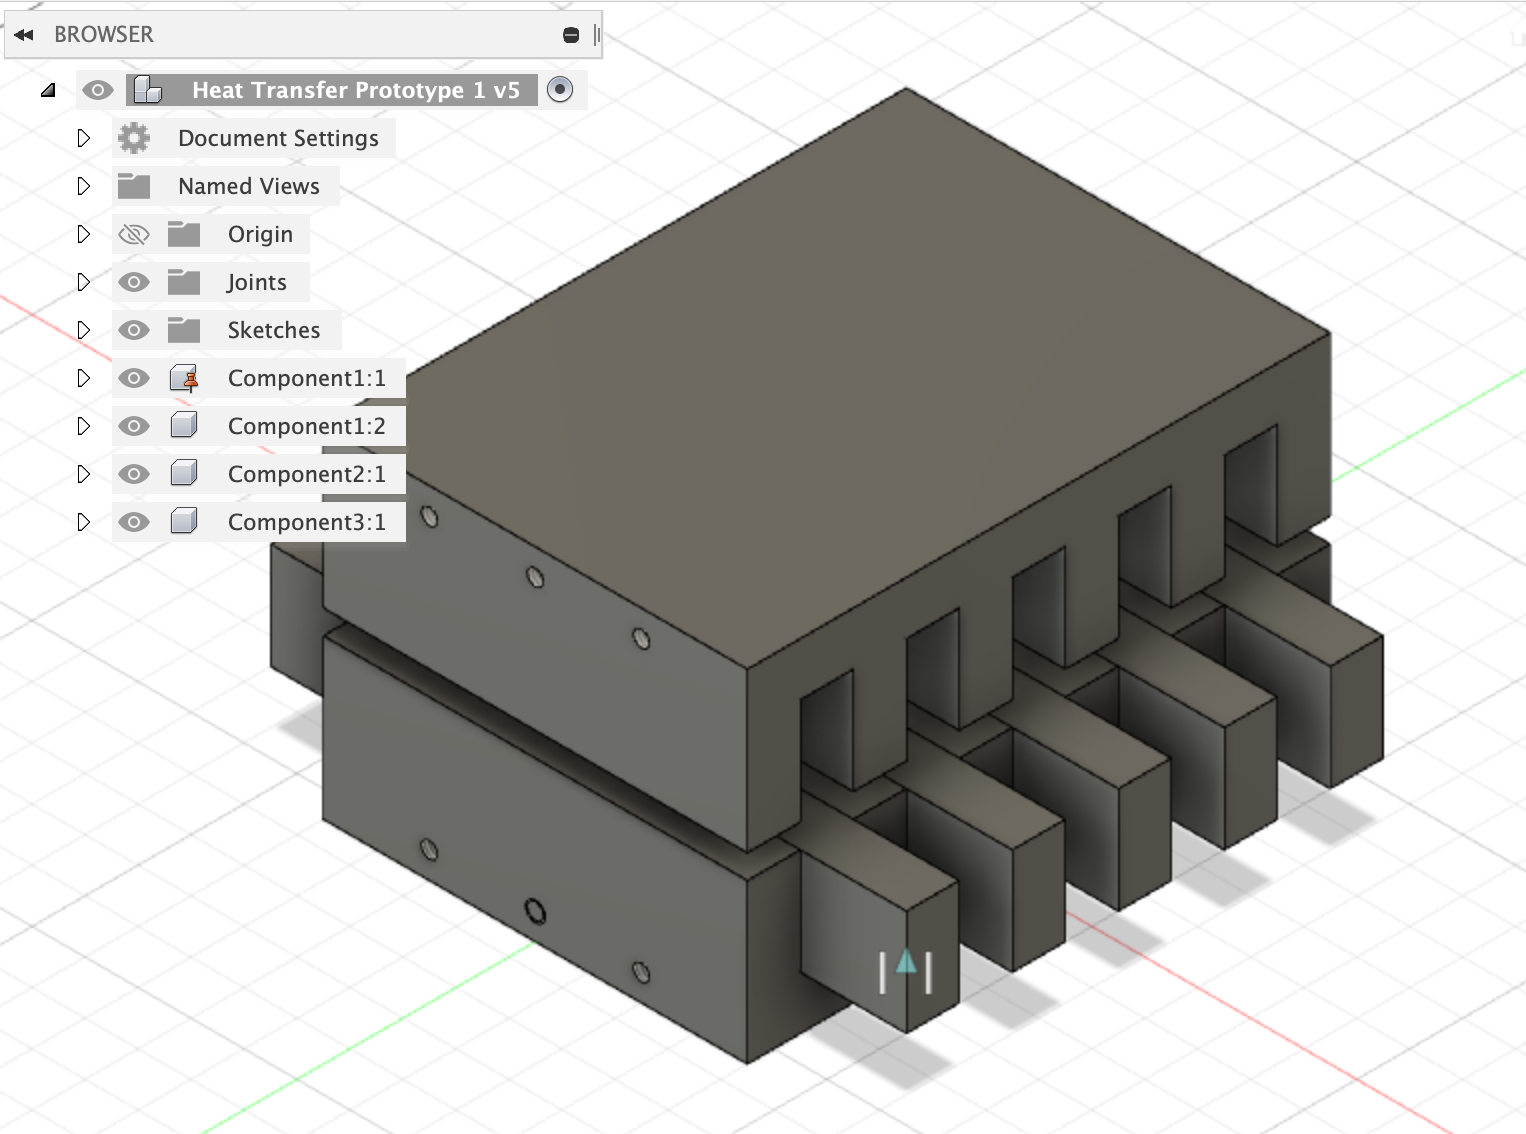 BROWSER
Heat Transfer Prototype 1 v5
Document Settings
Named Views
Origin
Joints
Sketches
Component1:1
Component1:2
Component2:1
Component3:1